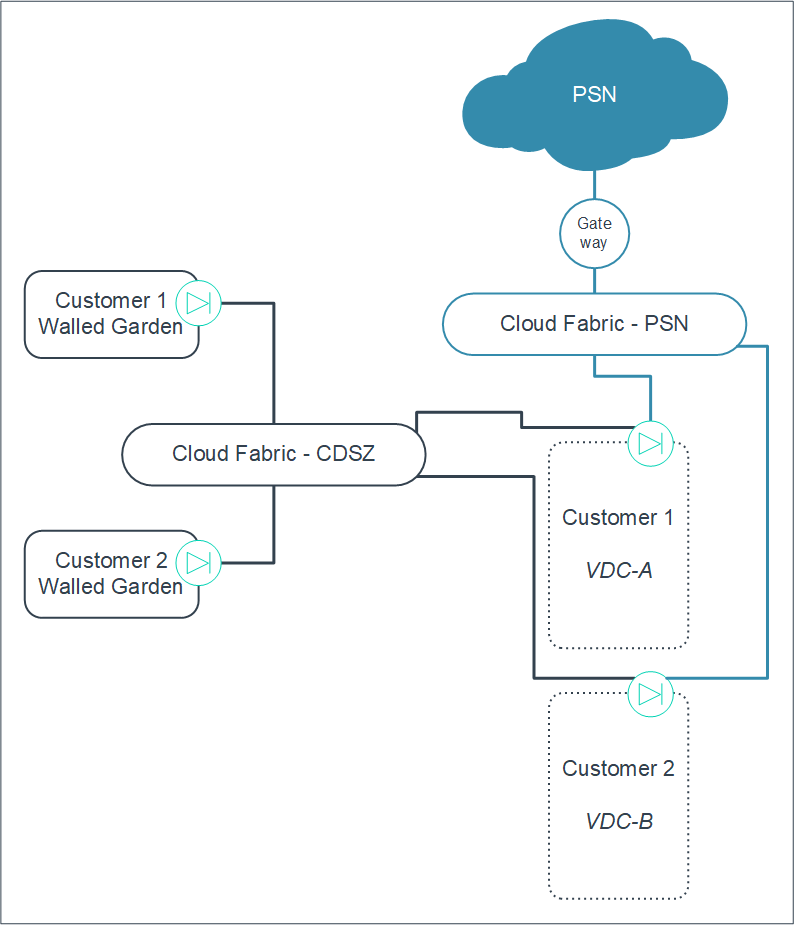 PSN
Gate
way
Customer 1
Walled Garden
Cloud Fabric - PSN
Cloud Fabric - CDSZ
Customer 1
VDC-A
Customer 2
Walled Garden
Customer 2
VDC-B